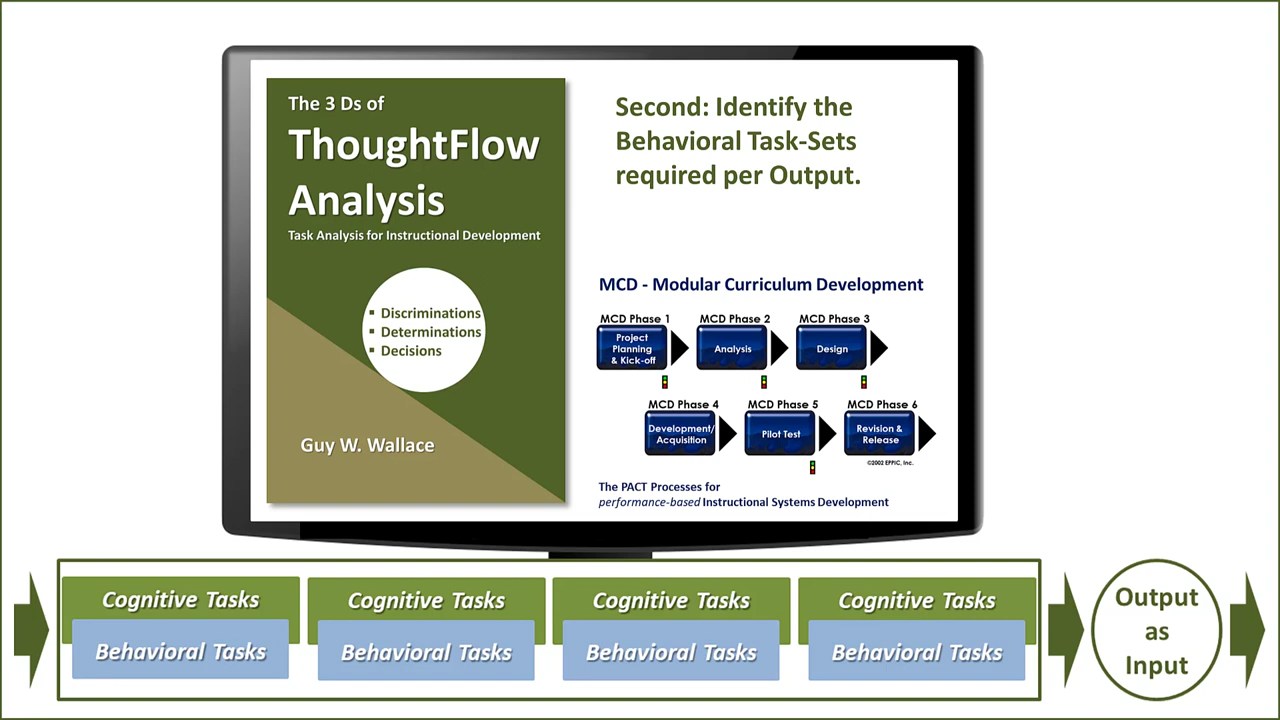 The 3 Ds of
ThoughtFlow
Analysis
Task Analysis for Instructional Development
▪ Discriminations
▪ Determinations
▪ Decisions
Guy W. Wallace
Second: Identify the
Behavioral Task-Sets
required per Output.
MCD - Modular Curriculum Development
MCD Phase 1
Project
Planning
& Kick-off
MCD Phase 2
Analysis
MCD Phase 3
Design
MCD Phase 4
Development/
Acquisition
MCD Phase 5
Pilot Test
MCD Phase 6
Revision &
Release
©2002 EPPIC, Inc.
The PACT Processes for
performance-based Instructional Systems Development
Cognitive Tasks
Behavioral Tasks
Cognitive Tasks
Behavioral Tasks
Cognitive Tasks
Behavioral Tasks
Cognitive Tasks
Behavioral Tasks
Output
as
Input